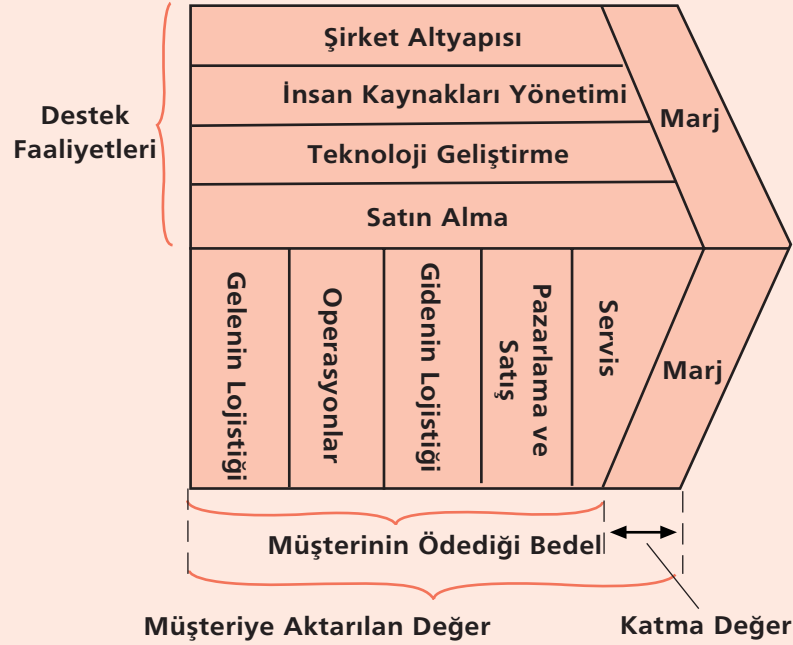 Şirket Altyapısı
İnsan Kaynakları Yönetimi
Teknoloji Geliştirme
Satın Alma
Destek
Faaliyetleri
Marj
Gelenin Lojistiği
Operasyonlar
Gidenin Lojistiği
Pazarlama ve
Satış
Servis
Marj
Müşterinin Ödediği Bedel
Müşteriye Aktarılan Değer
Katma Değer